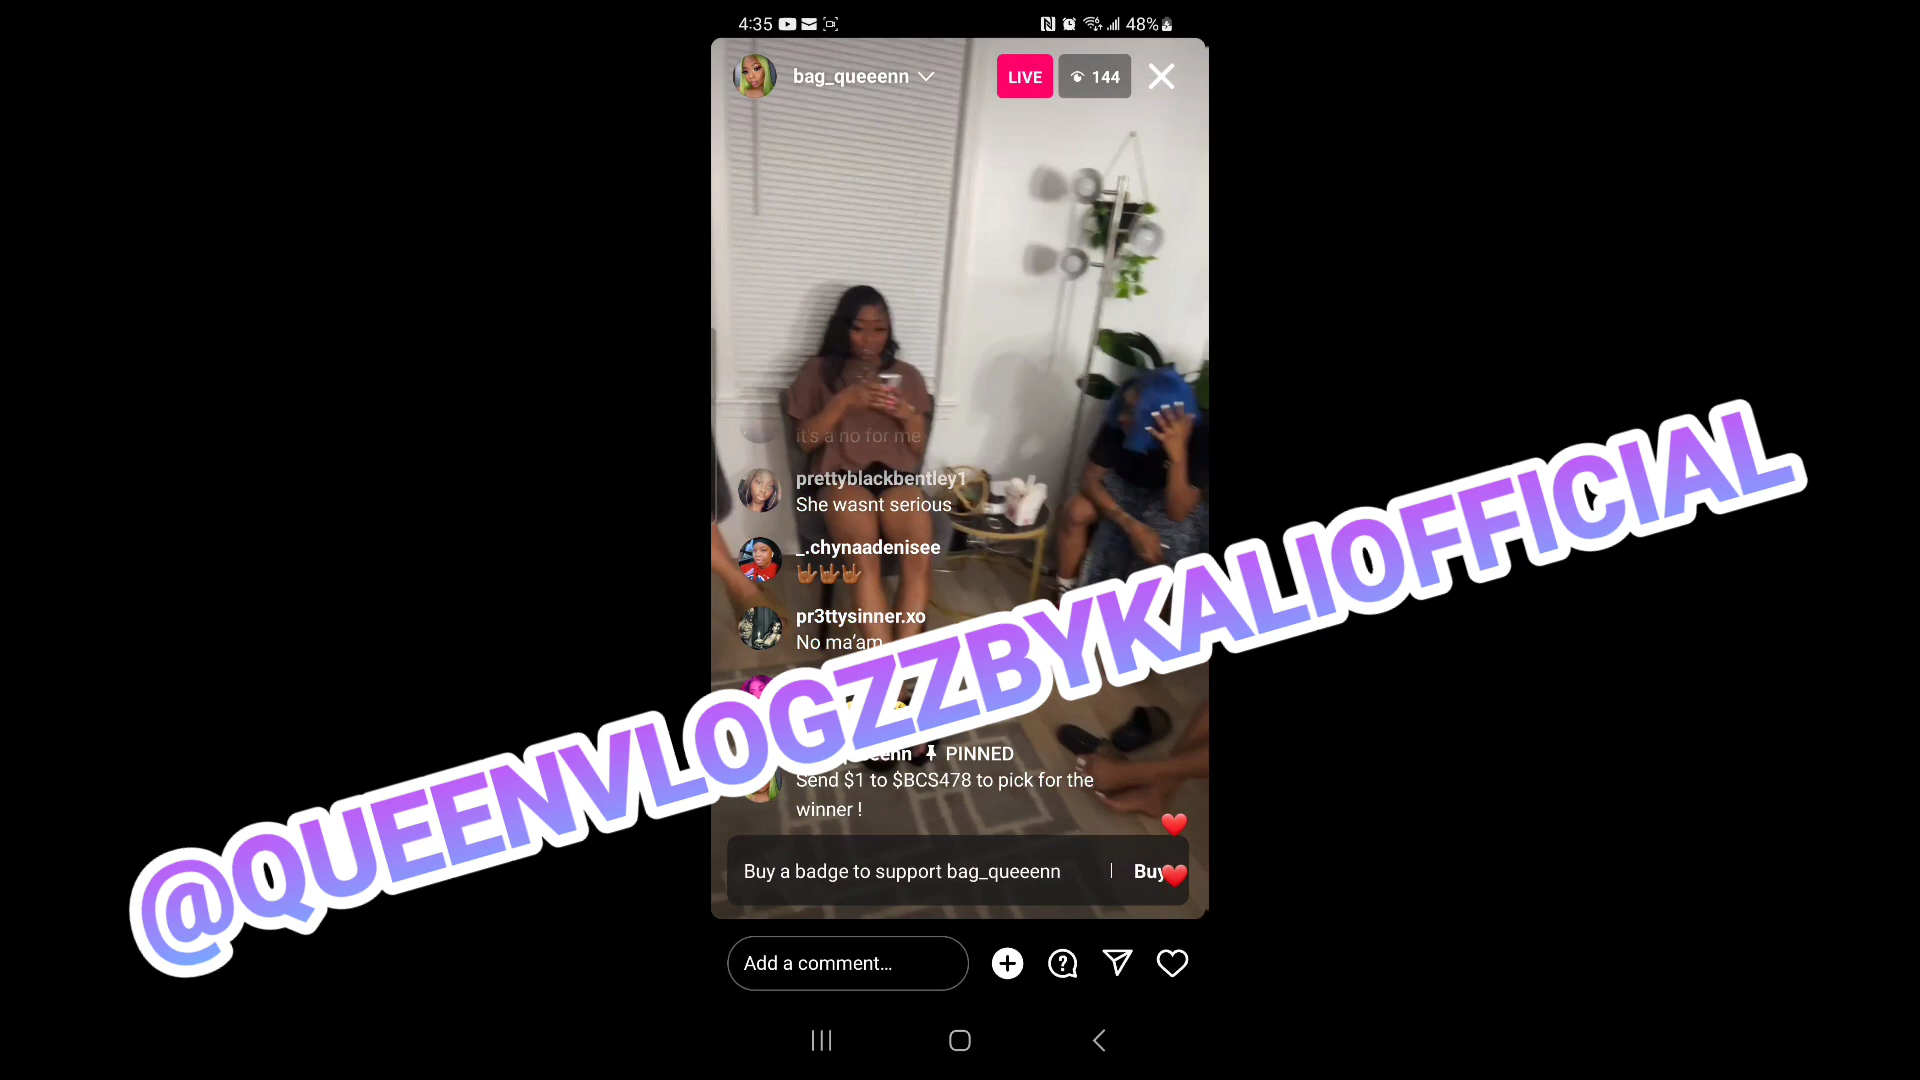 4:35
48%
bag_queeenn
LIVE
144
it's a no for me
prettyblackbentley1
She wasnt serious
_.chynaadenisee
pr3ttysinner.xo
No ma'am
PINNED
Send $1 to $BCS478 to pick for the
winner !
@QUEENVLOGZZBYKALIOFFICIAL
Buy a badge to support bag_queeenn
Buy
Add a comment...